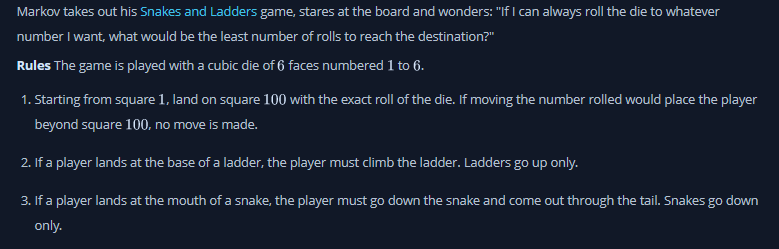 Markov takes out his Snakes and Ladders game, stares at the board and wonders: "If I can always roll the die to whatever
number I want, what would be the least number of rolls to reach the destination?"
Rules The game is played with a cubic die of 6 faces numbered 1 to 6.
1. Starting from square 1, land on square 100 with the exact roll of the die. If moving the number rolled would place the player
beyond square 100, no move is made.
2. If a player lands at the base of a ladder, the player must climb the ladder. Ladders go up only.
3. If a player lands at the mouth of a snake, the player must go down the snake and come out through the tail. Snakes go down
only.